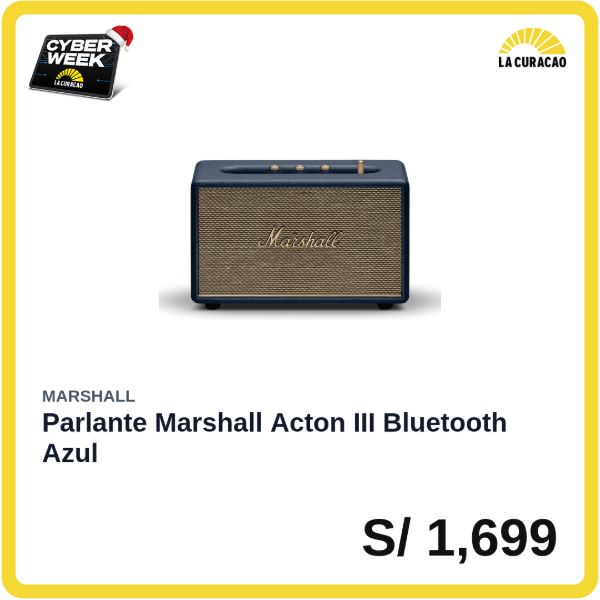 CYBER
WEEK
LA CURACAO
LA CURACAO
Marshall
MARSHALL
Parlante Marshall Acton III Bluetooth
Azul
S/ 1,699